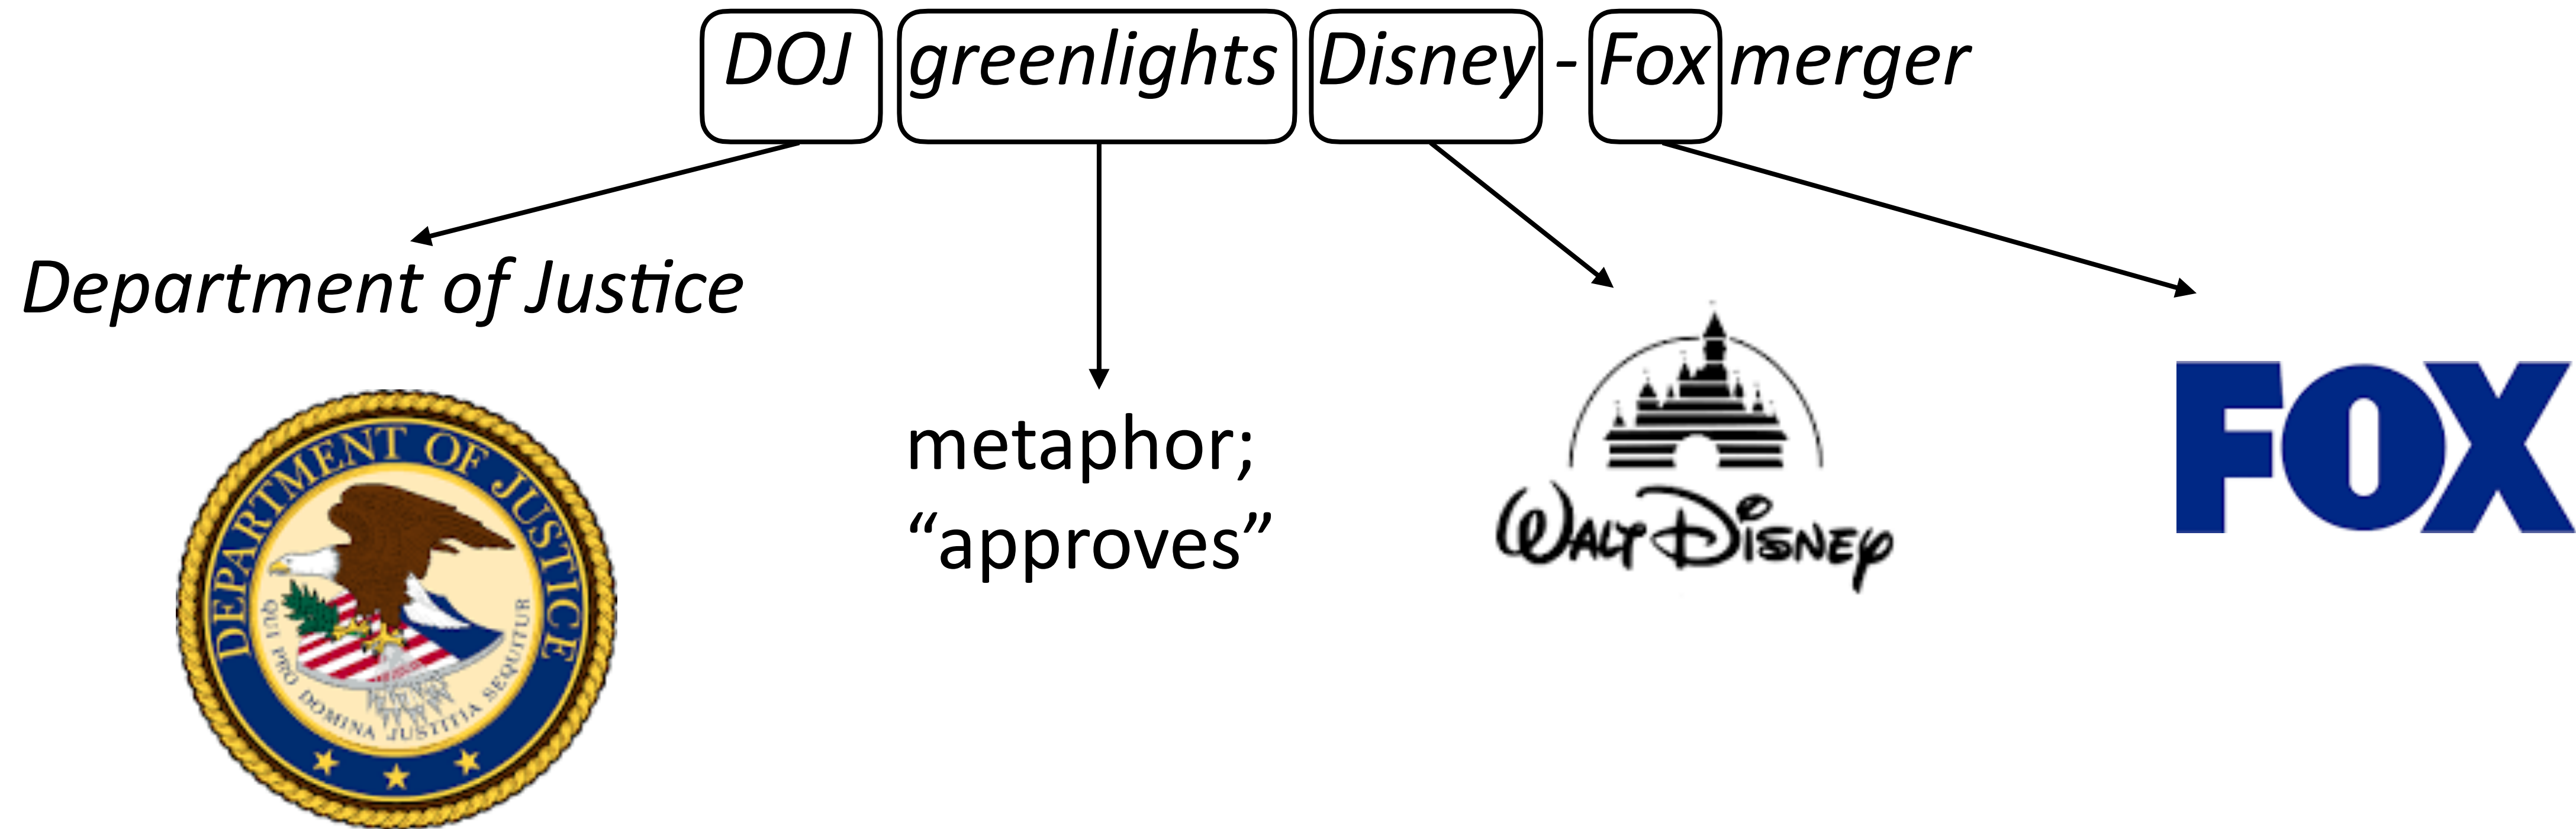 DOJ greenlights Disney - Fox merger
Department of Justice
metaphor;
“approves”
DEPARTMENT OF JUSTICE
QUI PRO DOMINA JUSTITIA SEQUITUR
WALT DISNEY
FOX